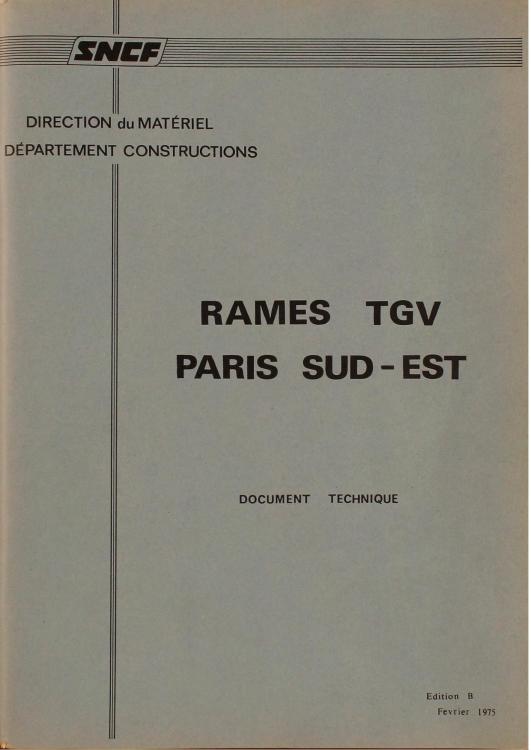 SNCF
DIRECTION du MATÉRIEL
DÉPARTEMENT CONSTRUCTIONS
RAMES TGV
PARIS SUD-EST
DOCUMENT TECHNIQUE
Edition B
Fevrier 1975